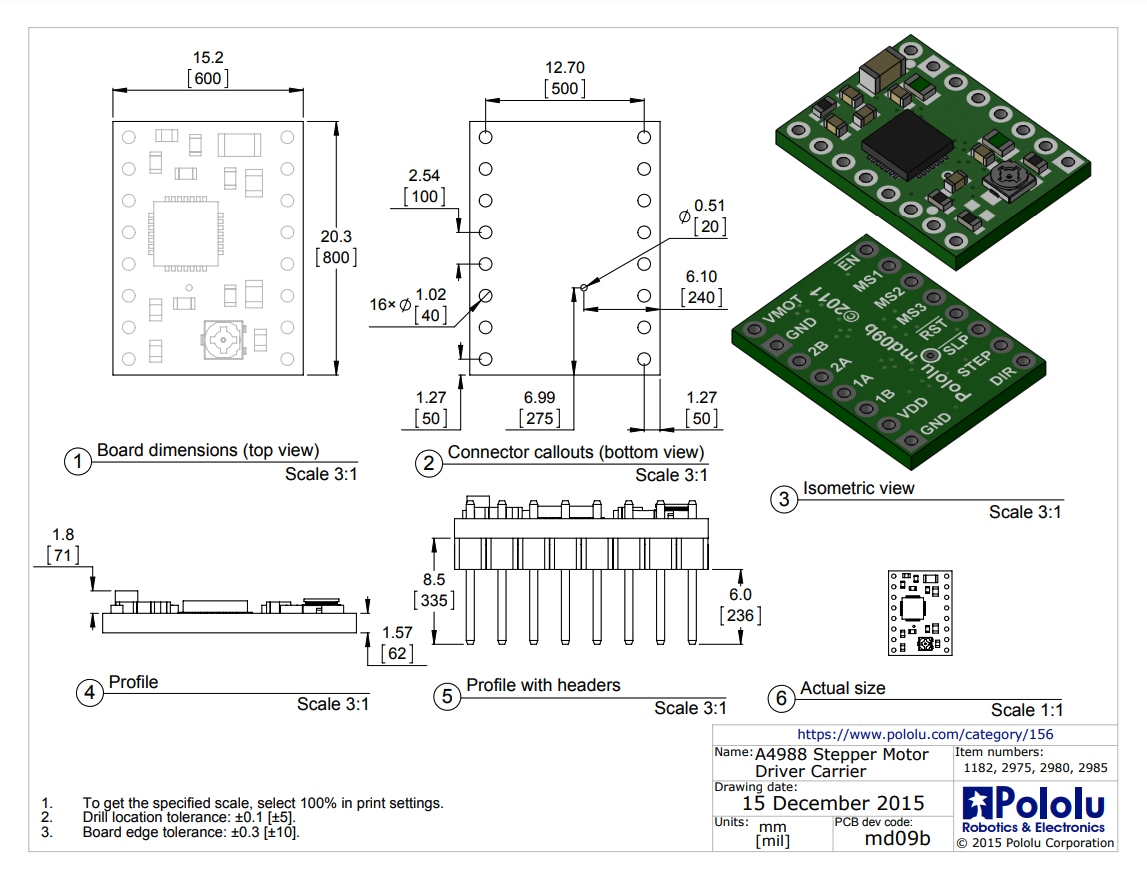 15.2
[600]
20.3
[800]
1 Board dimensions (top view)
Scale 3:1
12.70
[500]
2.54
[100]
⌀ 0.51
[20]
6.10
[240]
16× ⌀ 1.02
[40]
1.27
[50]
6.99
[275]
1.27
[50]
2 Connector callouts (bottom view)
Scale 3:1
EN
MS1
MS2
MS3
RST
SLP
STEP
DIR
VMOT
GND
2B
2A
1A
1B
VDD
GND
©2011
Pololu
md09b
3 Isometric view
Scale 3:1
1.8
[71]
1.57
[62]
4 Profile
Scale 3:1
8.5
[335]
6.0
[236]
5 Profile with headers
Scale 3:1
6 Actual size
Scale 1:1
1. To get the specified scale, select 100% in print settings.
2. Drill location tolerance: ±0.1 [±5].
3. Board edge tolerance: ±0.3 [±10].
https://www.pololu.com/category/156
Name: A4988 Stepper Motor
Driver Carrier
Item numbers:
1182, 2975, 2980, 2985
Drawing date:
15 December 2015
Units: mm
[mil]
PCB dev code:
md09b
Pololu
Robotics & Electronics
© 2015 Pololu Corporation